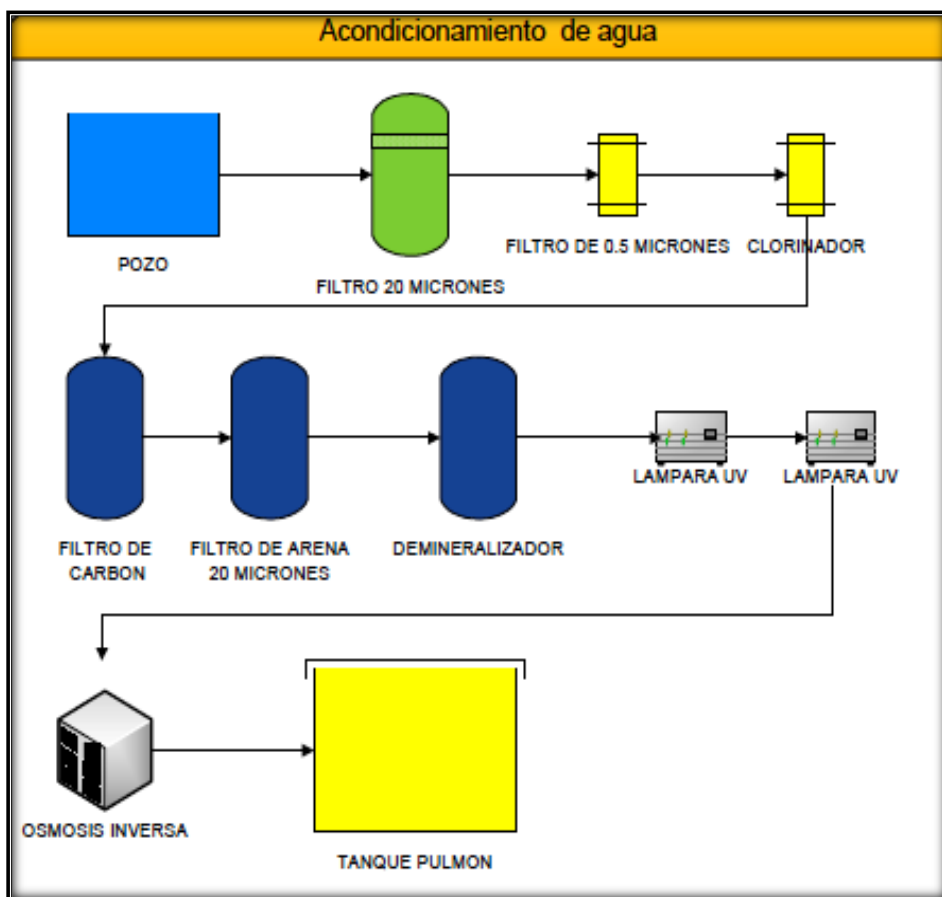 Acondicionamiento de agua
POZO
FILTRO 20 MICRONES
FILTRO DE 0.5 MICRONES
CLORINADOR
FILTRO DE
CARBON
FILTRO DE ARENA
20 MICRONES
DEMINERALIZADOR
LAMPARA UV
LAMPARA UV
OSMOSIS INVERSA
TANQUE PULMON